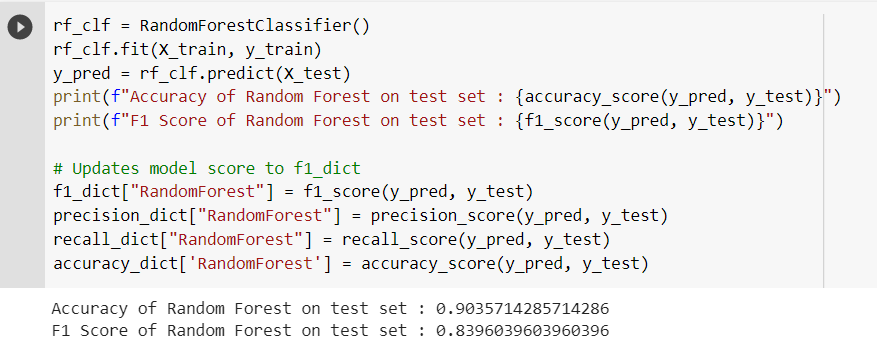 rf_clf = RandomForestClassifier()
rf_clf.fit(X_train, y_train)
y_pred = rf_clf.predict(X_test)
print(f"Accuracy of Random Forest on test set : {accuracy_score(y_pred, y_test)}")
print(f"F1 Score of Random Forest on test set : {f1_score(y_pred, y_test)}")
# Updates model score to f1_dict
f1_dict["RandomForest"] = f1_score(y_pred, y_test)
precision_dict["RandomForest"] = precision_score(y_pred, y_test)
recall_dict["RandomForest"] = recall_score(y_pred, y_test)
accuracy_dict['RandomForest'] = accuracy_score(y_pred, y_test)
Accuracy of Random Forest on test set : 0.9035714285714286
F1 Score of Random Forest on test set : 0.8396039603960396